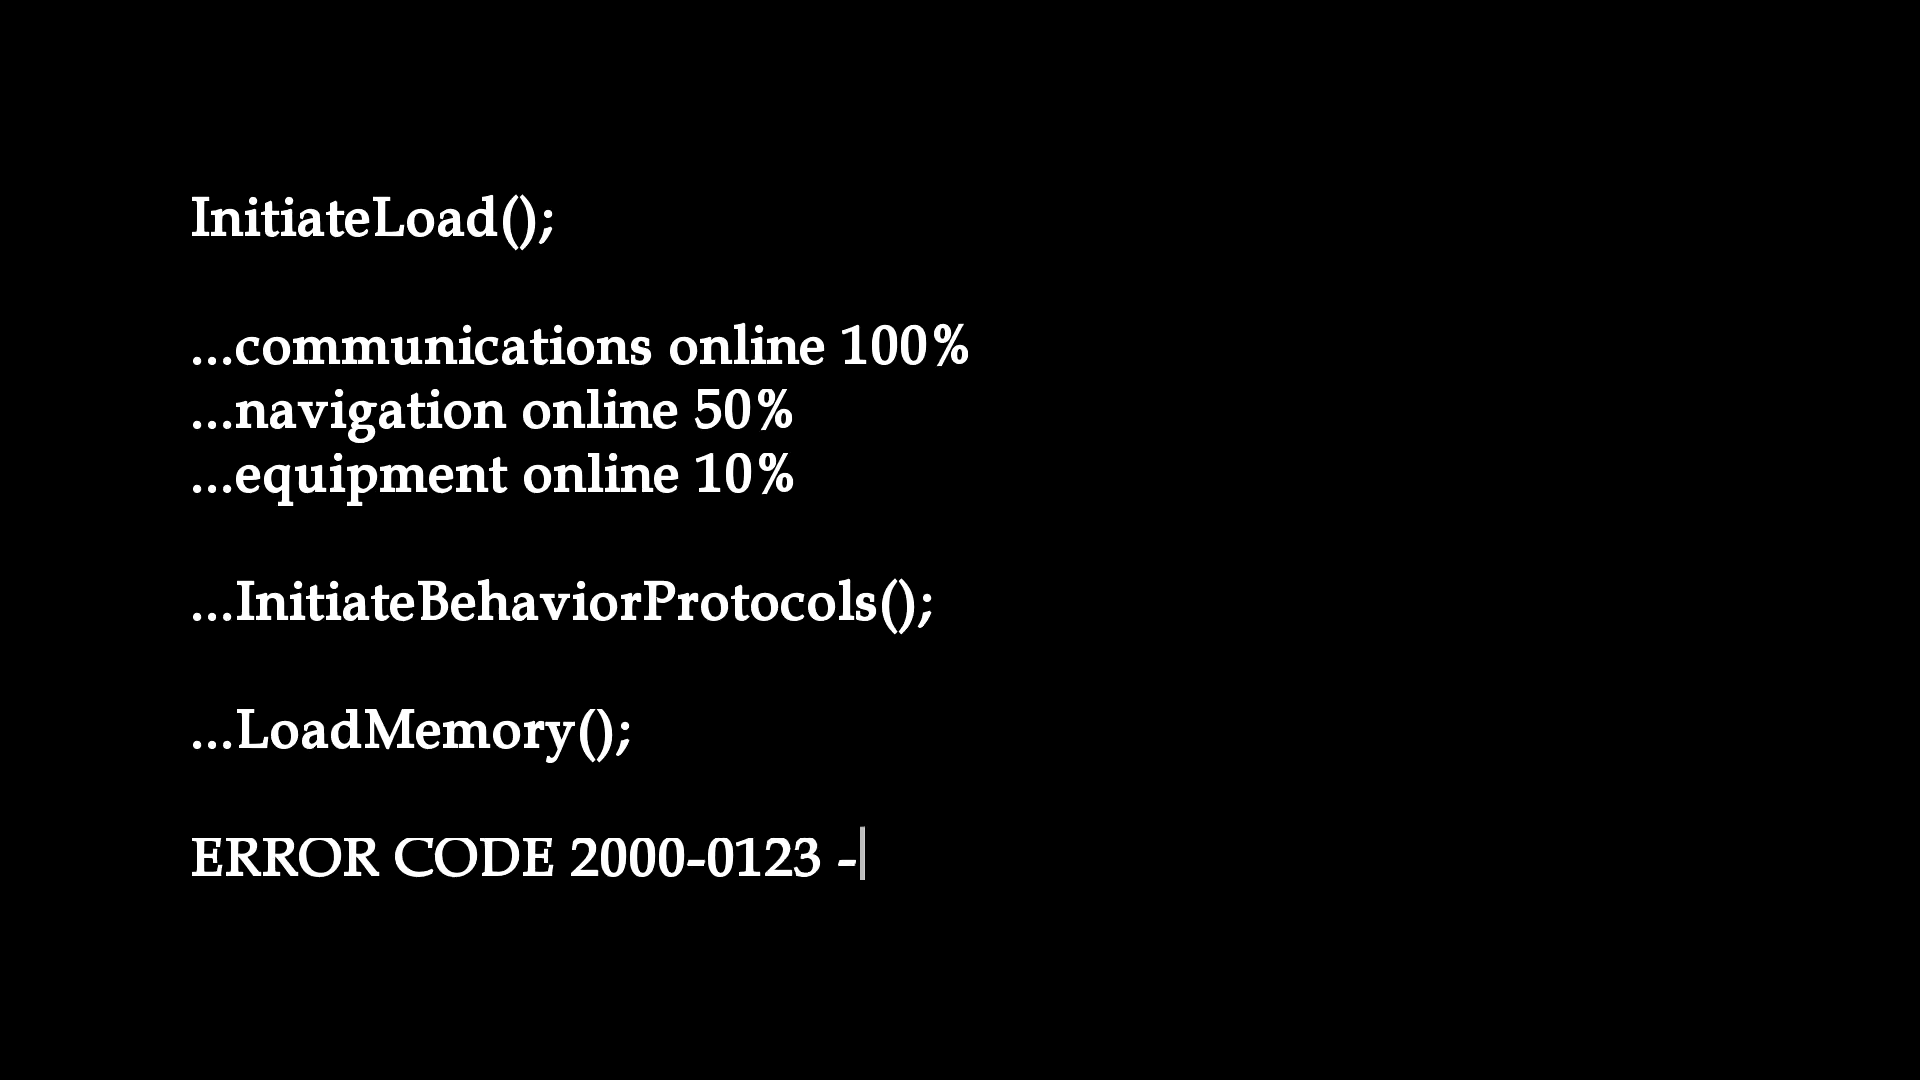 InitiateLoad();
...communications online 100%
...navigation online 50%
...equipment online 10%
...InitiateBehaviorProtocols();
...LoadMemory();
ERROR CODE 2000-0123 -